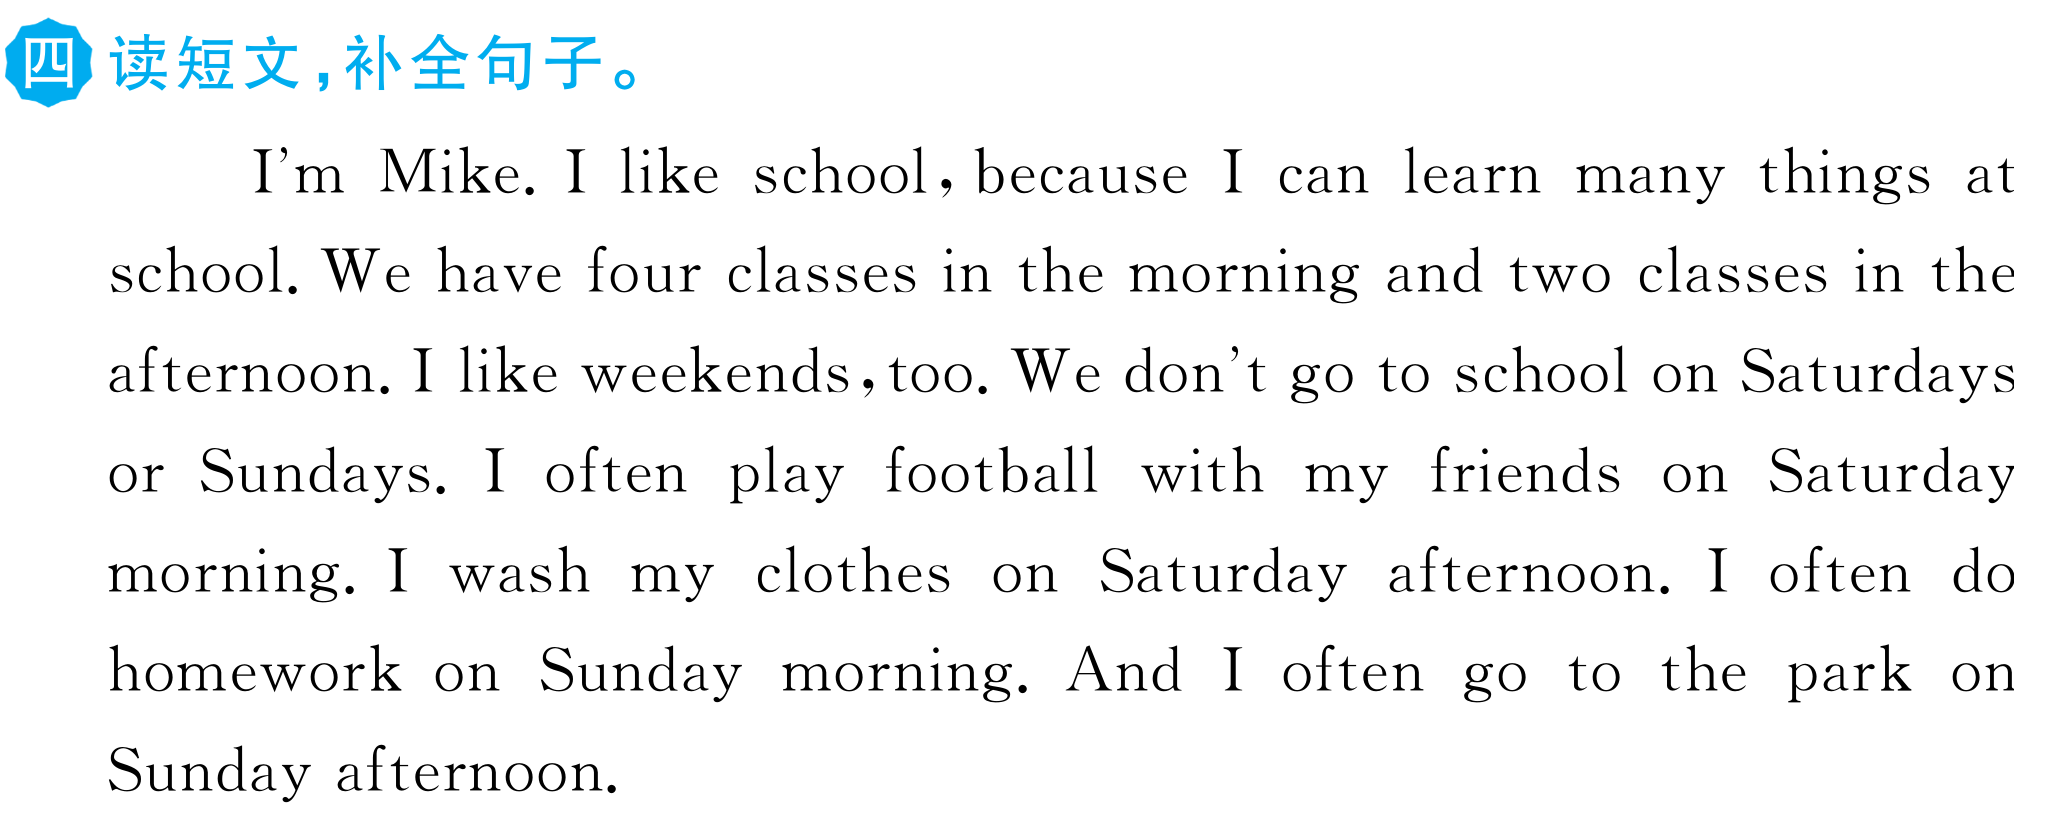 四 读短文,补全句子。
I'm Mike. I like school, because I can learn many things at
school. We have four classes in the morning and two classes in the
afternoon. I like weekends, too. We don't go to school on Saturdays
or Sundays. I often play football with my friends on Saturday
morning. I wash my clothes on Saturday afternoon. I often do
homework on Sunday morning. And I often go to the park on
Sunday afternoon.